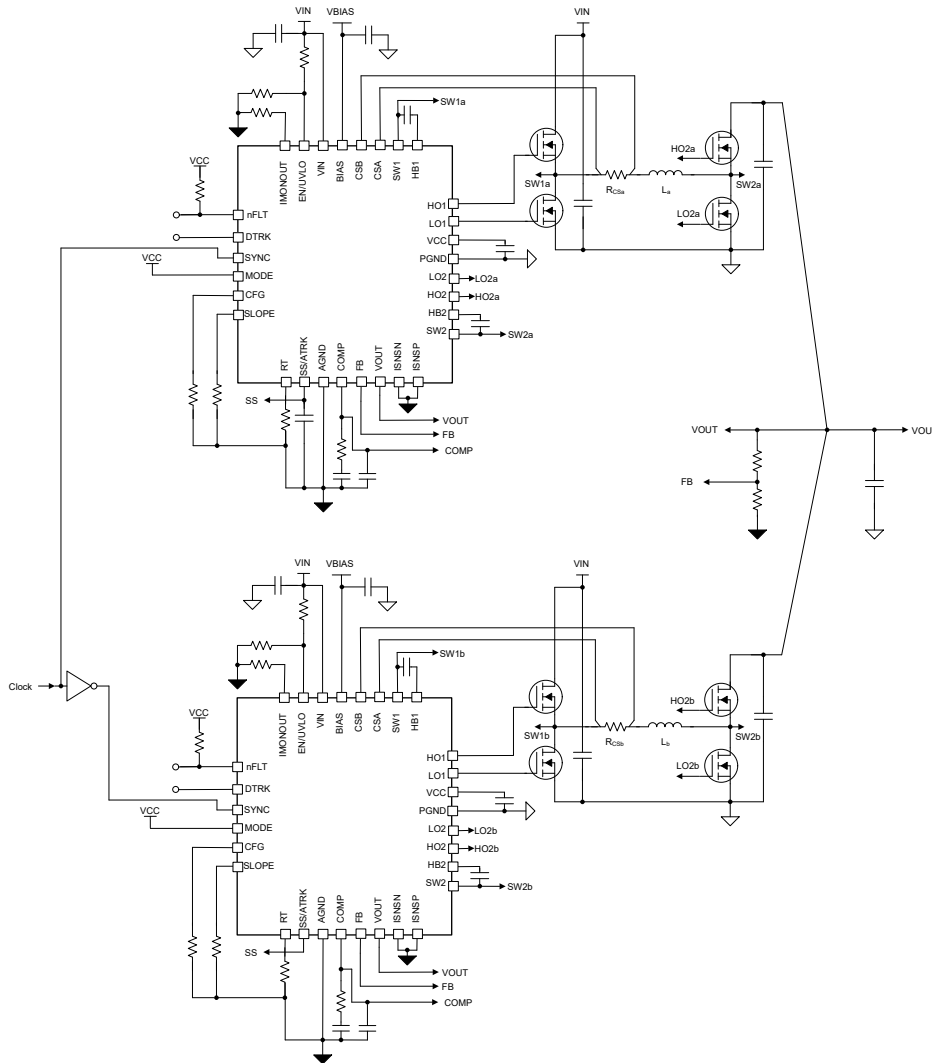 VIN
VBIAS
VIN
SW1a
VCC
IMONOUT
EN/UVLO
VIN
BIAS
CSB
CSA
SW1
HB1
HO2a
SW1a
RCSa
La
SW2a
nFLT
HO1
LO1
LO2a
DTRK
VCC
SYNC
VCC
PGND
MODE
LO2
LO2a
CFG
HO2
HO2a
SLOPE
HB2
SW2
SW2a
RT
SS/ATRK
AGND
COMP
FB
VOUT
ISNSN
ISNSP
SS
VOUT
FB
COMP
VOUT
VOU
FB
VIN
VBIAS
VIN
SW1b
Clock
VCC
IMONOUT
EN/UVLO
VIN
BIAS
CSB
CSA
SW1
HB1
HO2b
SW1b
RCSb
Lb
SW2b
nFLT
HO1
LO1
LO2b
DTRK
VCC
SYNC
VCC
PGND
MODE
LO2
LO2b
CFG
HO2
HO2b
SLOPE
HB2
SW2
SW2b
RT
SS/ATRK
AGND
COMP
FB
VOUT
ISNSN
ISNSP
SS
VOUT
FB
COMP